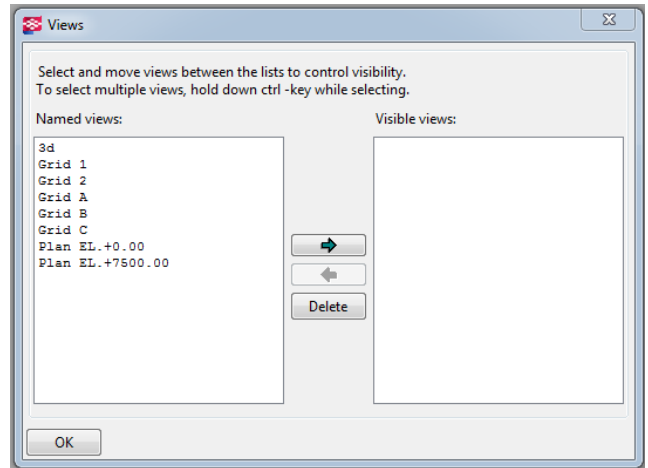 Views
Select and move views between the lists to control visibility.
To select multiple views, hold down ctrl -key while selecting.
Named views:
Visible views:
3d
Grid 1
Grid 2
Grid A
Grid B
Grid C
Plan EL.+0.00
Plan EL.+7500.00
Delete
OK